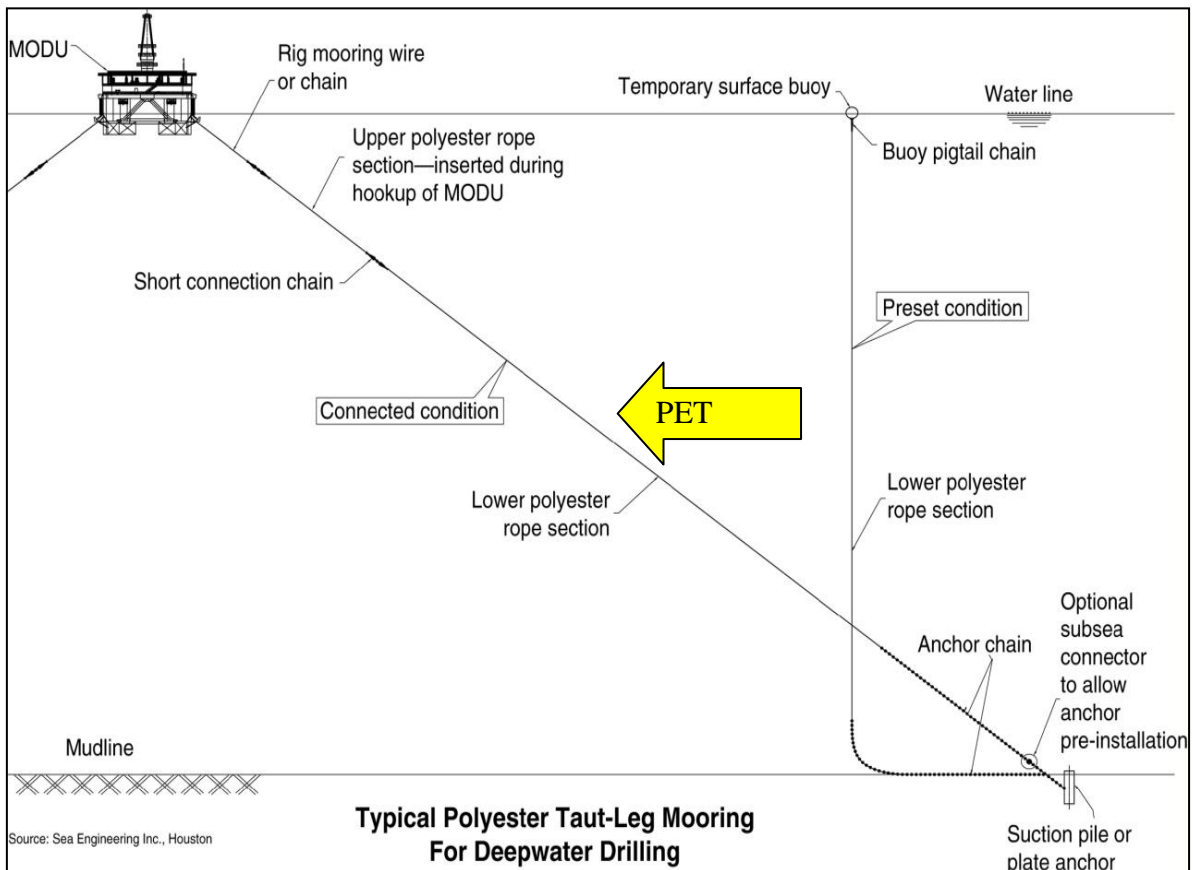 MODU
Rig mooring wire
or chain
Temporary surface buoy
Water line
Buoy pigtail chain
Upper polyester rope
section—inserted during
hookup of MODU
Short connection chain
Preset condition
Connected condition
PET
Lower polyester
rope section
Lower polyester
rope section
Optional
subsea
connector
to allow
anchor
pre-installation
Anchor chain
Mudline
Typical Polyester Taut-Leg Mooring
For Deepwater Drilling
Source: Sea Engineering Inc., Houston
Suction pile or
plate anchor